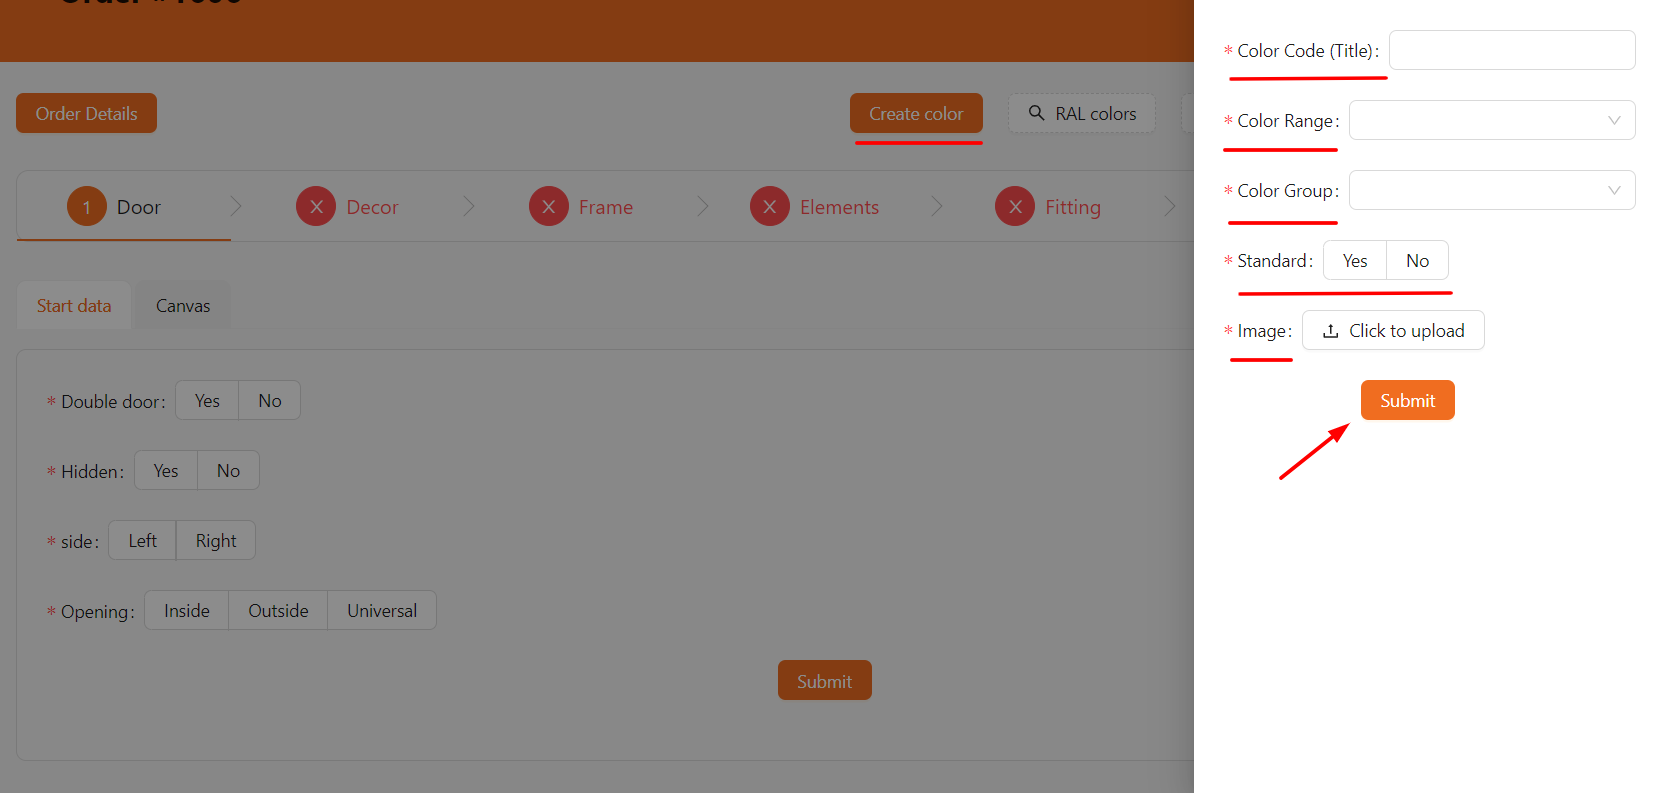 Order Details
Create color
RAL colors
1 Door
Decor
Frame
Elements
Fitting
Start data
Canvas
* Double door: Yes No
* Hidden: Yes No
* side: Left Right
* Opening: Inside Outside Universal
Submit
* Color Code (Title):
* Color Range:
* Color Group:
* Standard: Yes No
* Image: Click to upload
Submit